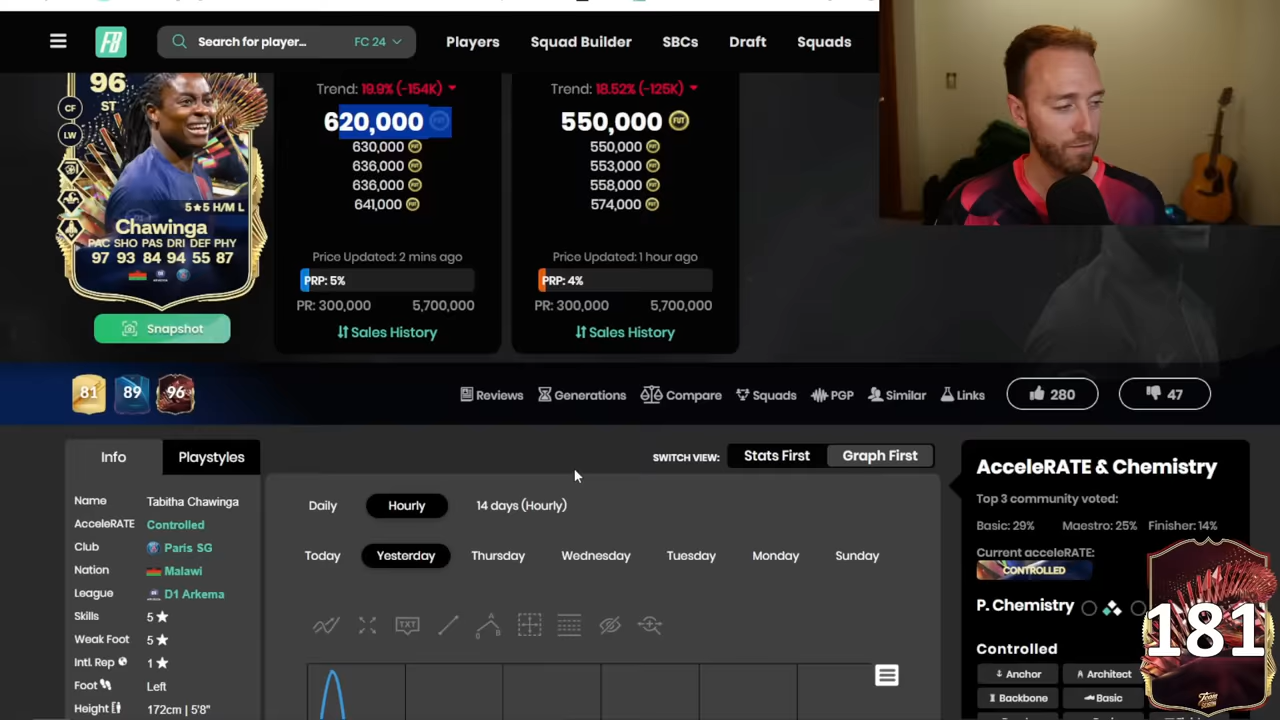 FB
Search for player...
FC 24
Players
Squad Builder
SBCs
Draft
Squads
96
ST
CF
LW
5★5 H/M L
Chawinga
PAC SHO PAS DRI DEF PHY
97 93 84 94 55 87
Snapshot
Trend: 19.9% (-154K)
620,000
630,000
636,000
636,000
641,000
Price Updated: 2 mins ago
PRP: 5%
PR: 300,000 5,700,000
Sales History
Trend: 18.52% (-125K)
550,000
550,000
553,000
558,000
574,000
Price Updated: 1 hour ago
PRP: 4%
PR: 300,000 5,700,000
Sales History
81
89
96
Reviews
Generations
Compare
Squads
PGP
Similar
Links
280
47
Info
Playstyles
SWITCH VIEW:
Stats First
Graph First
Name Tabitha Chawinga
AcceleRATE Controlled
Club Paris SG
Nation Malawi
League D1 Arkema
Skills 5★
Weak Foot 5★
Intl. Rep 1★
Foot Left
Height 172cm | 5'8"
Daily
Hourly
14 days (Hourly)
Today
Yesterday
Thursday
Wednesday
Tuesday
Monday
Sunday
TXT
AcceleRATE & Chemistry
Top 3 community voted:
Basic: 29% Maestro: 25% Finisher: 14%
Current acceleRATE:
CONTROLLED
P. Chemistry
Controlled
Anchor
Architect
Backbone
Basic
181